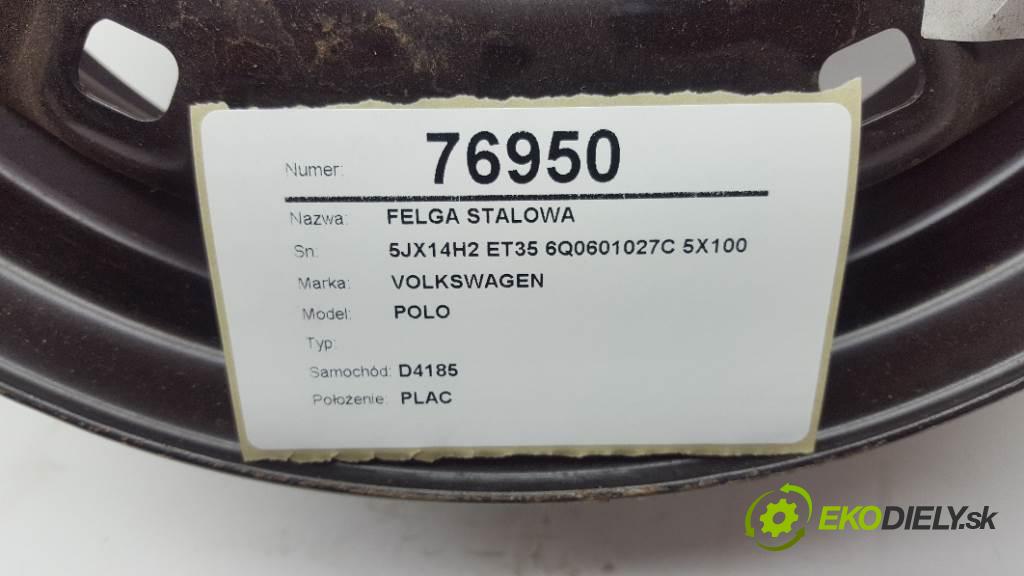 Numer: 76950
Nazwa: FELGA STALOWA
Sn: 5JX14H2 ET35 6Q0601027C 5X100
Marka: VOLKSWAGEN
Model: POLO
Typ:
Samochód: D4185
Położenie: PLAC
EKODIELY.sk